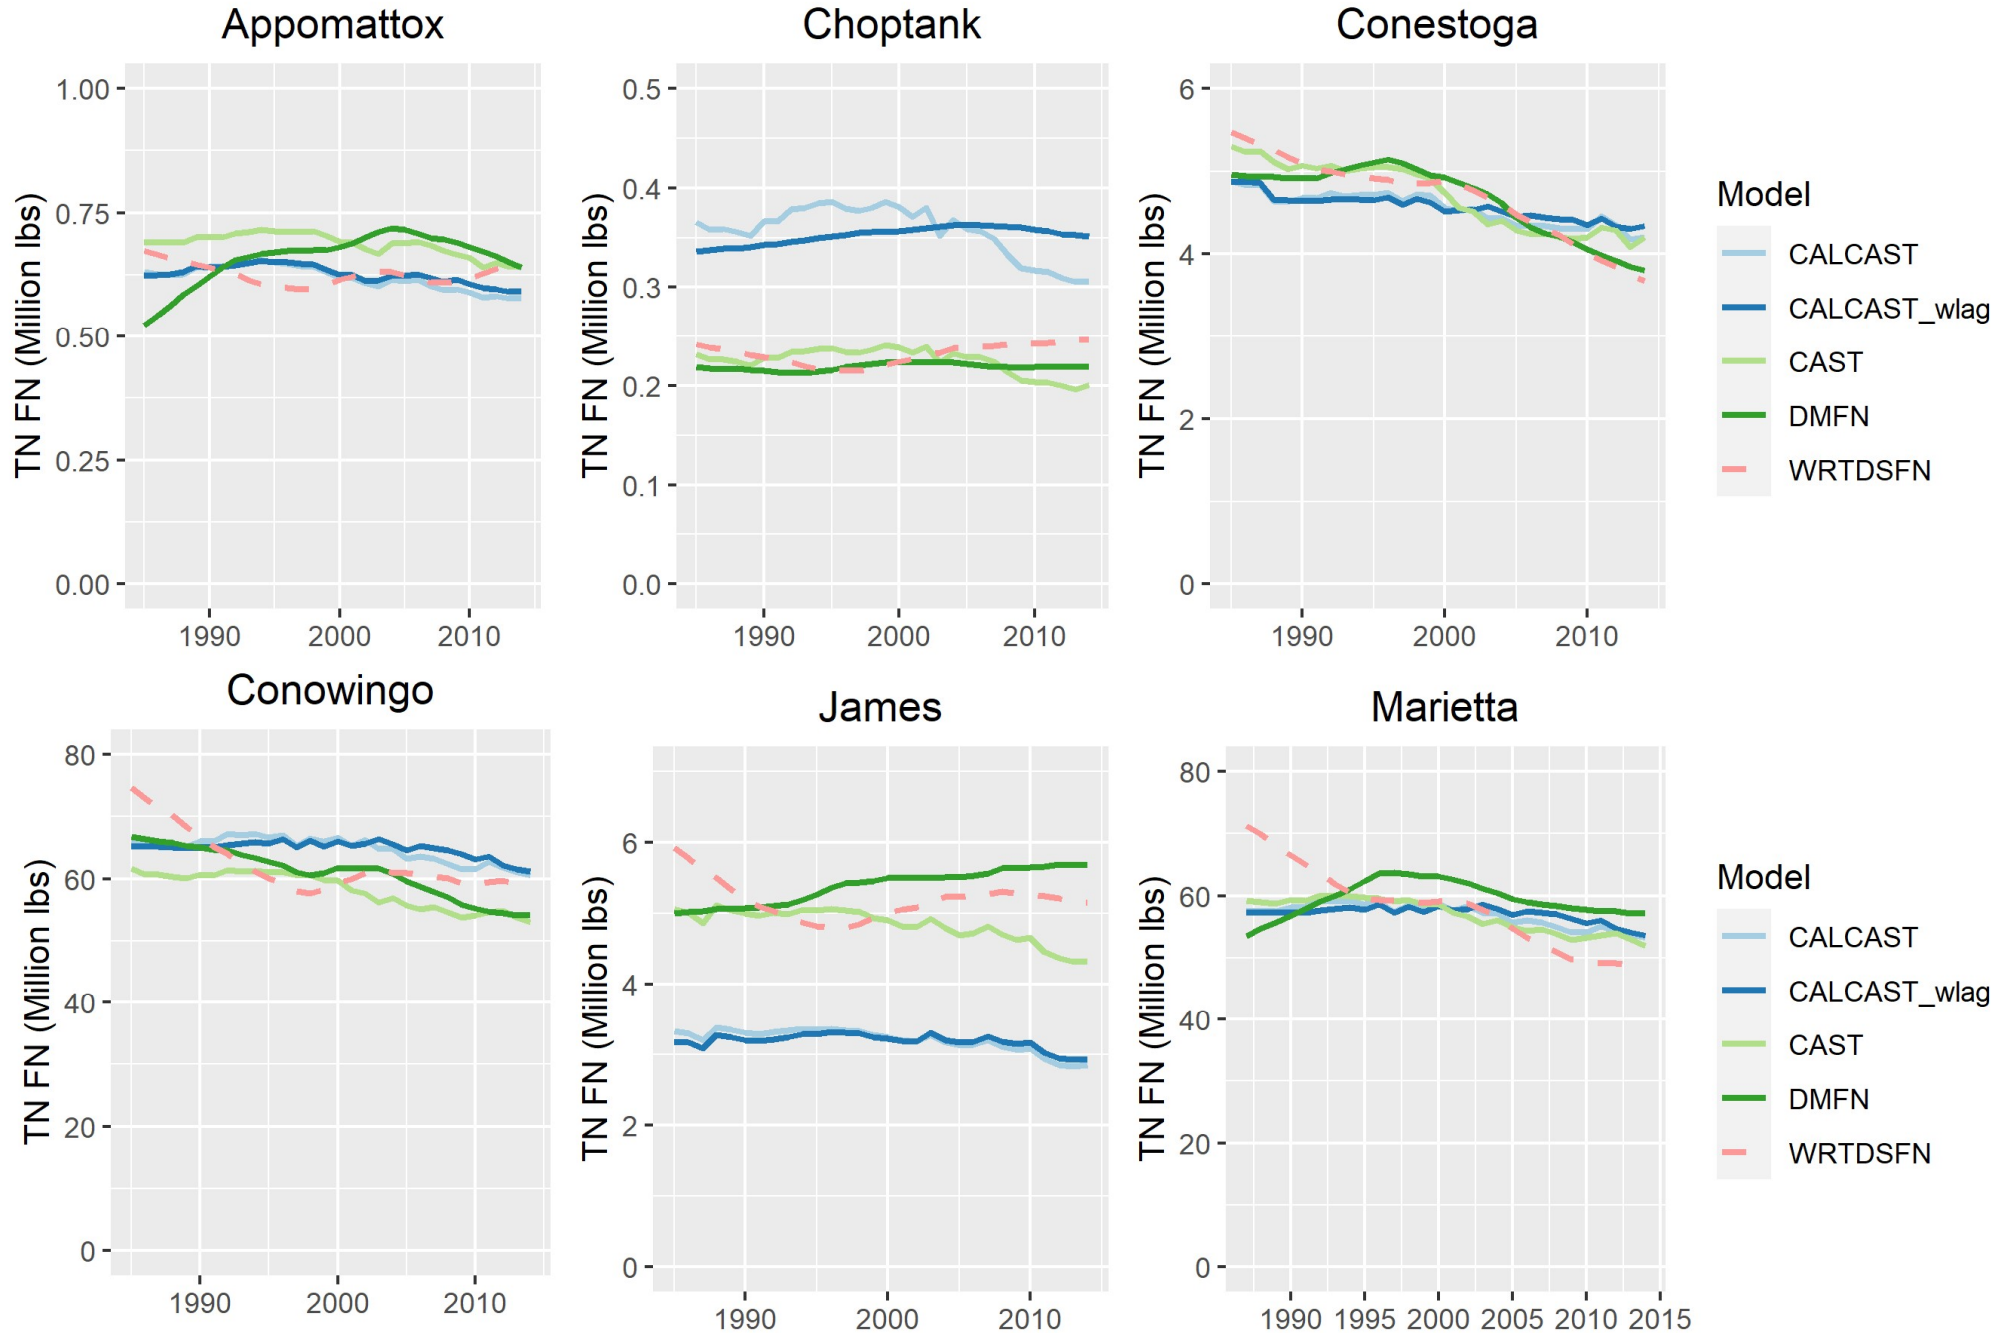 Appomattox
Choptank
Conestoga
TN FN (Million lbs)
1.00
0.75
0.50
0.25
0.00
1990
2000
2010
TN FN (Million lbs)
0.5
0.4
0.3
0.2
0.1
0.0
1990
2000
2010
TN FN (Million lbs)
6
4
2
0
1990
2000
2010
Model
CALCAST
CALCAST_wlag
CAST
DMFN
WRTDSFN
Conowingo
James
Marietta
TN FN (Million lbs)
80
60
40
20
0
1990
2000
2010
TN FN (Million lbs)
6
4
2
0
1990
2000
2010
TN FN (Million lbs)
80
60
40
20
0
1990
1995
2000
2005
2010
2015
Model
CALCAST
CALCAST_wlag
CAST
DMFN
WRTDSFN